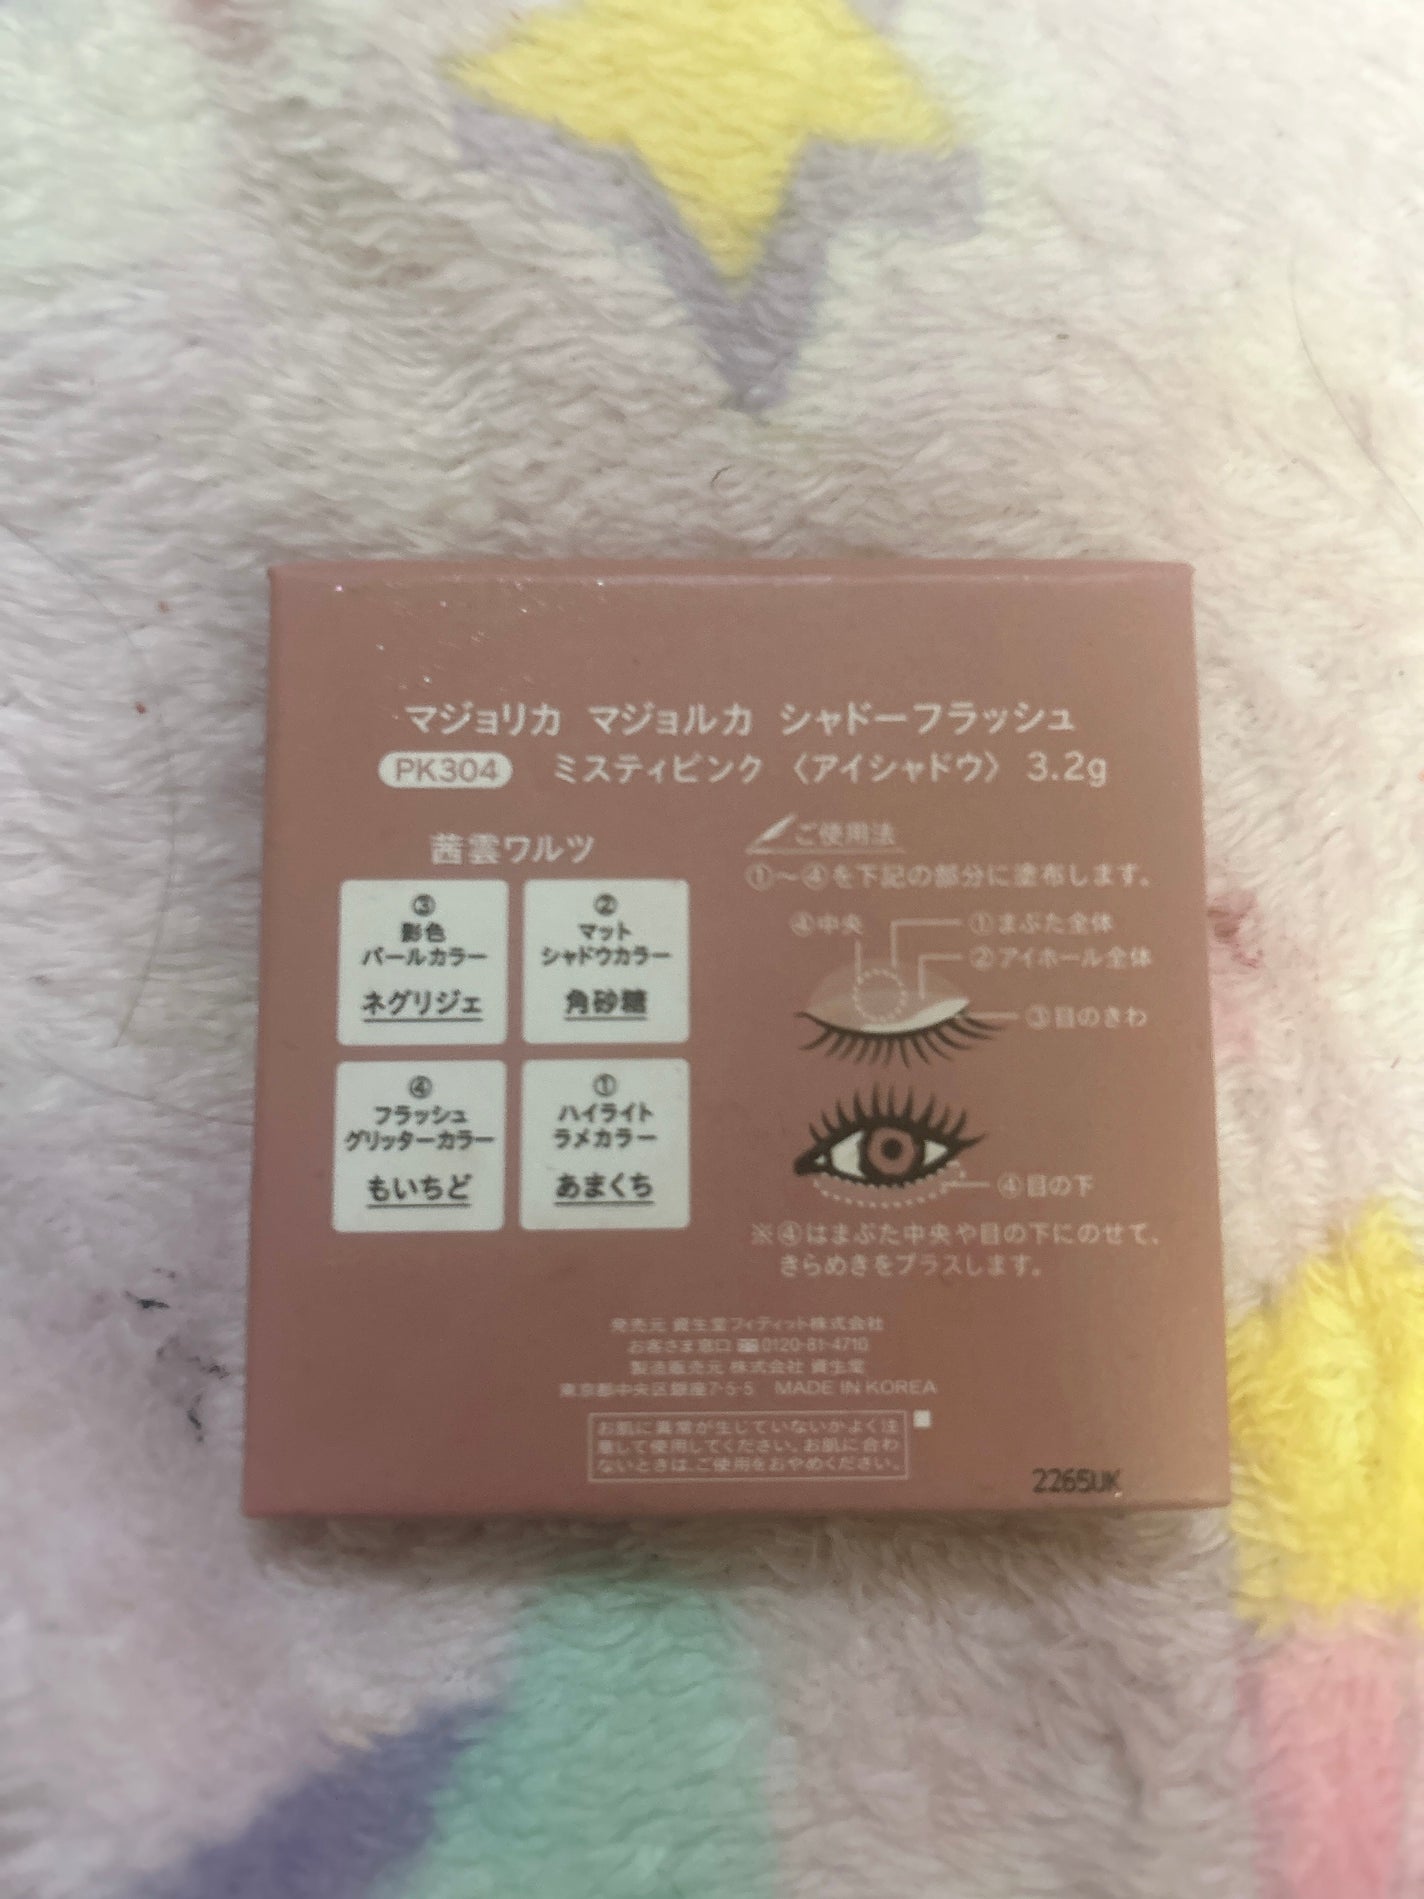 マジョリカ マジョルカ シャドーフラッシュ
PK304 ミスティピンク 〈アイシャドウ〉 3.2g
茜雲ワルツ
③
影色
パールカラー
ネグリジェ
②
マット
シャドウカラー
角砂糖
④
フラッシュ
グリッターカラー
もいちど
①
ハイライト
ラメカラー
あまくち
ご使用法
①～④を下記の部分に塗布します。
④中央
①まぶた全体
②アイホール全体
③目のきわ
④目の下
※④はまぶた中央や目の下にのせて、
きらめきをプラスします。
発売元 資生堂フィティット株式会社
お客さま窓口 0120-81-4710
製造販売元 株式会社 資生堂
東京都中央区銀座7-5-5 MADE IN KOREA
お肌に異常が生じていないかよく注
意して使用してください。お肌に合わ
ないときは、ご使用をおやめください。
2265UK